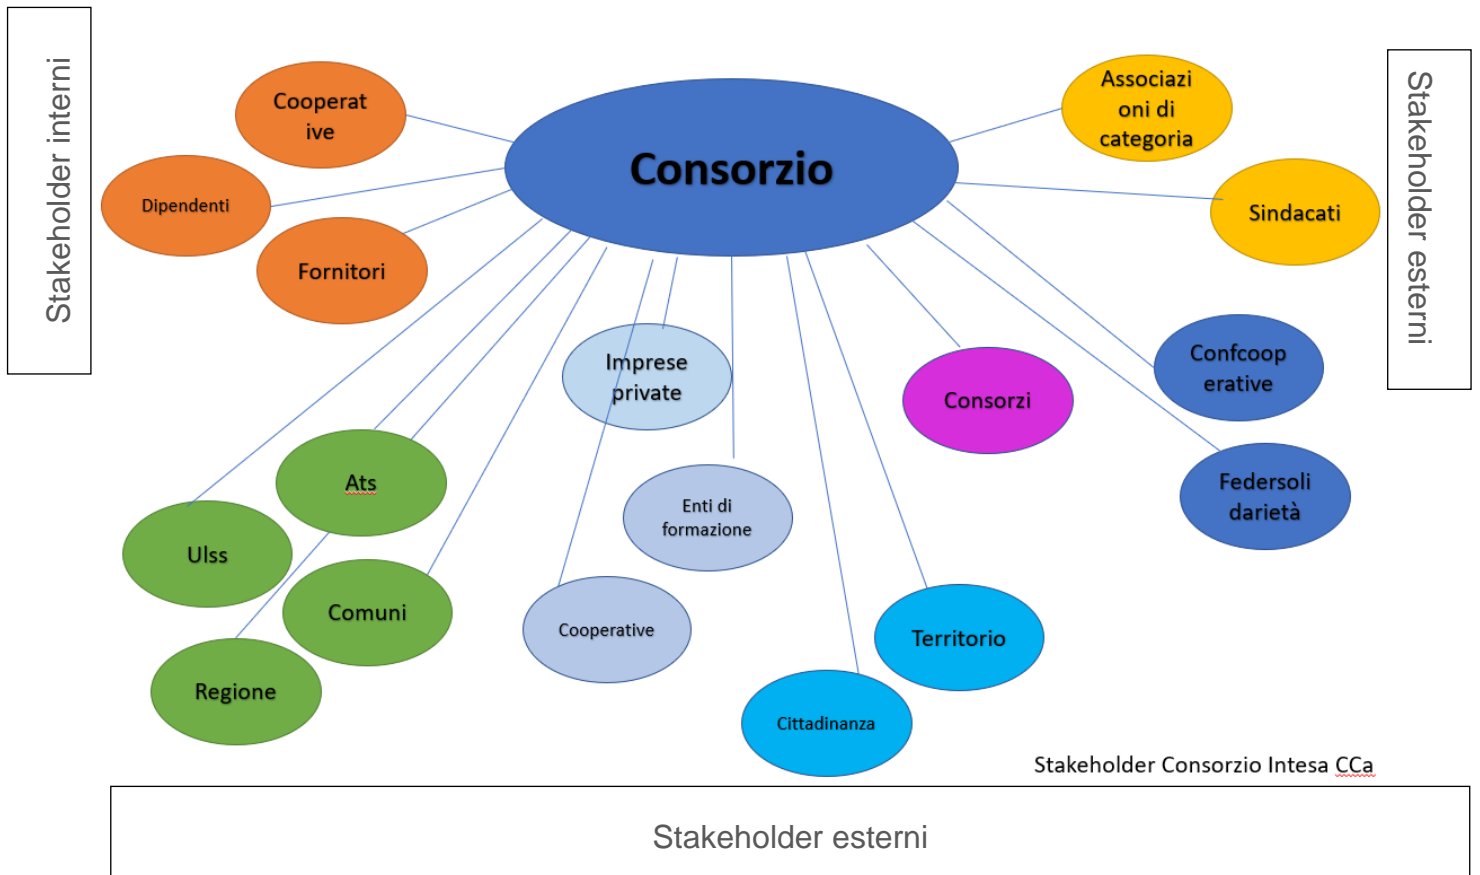 Stakeholder interni
Cooperat
ive
Dipendenti
Fornitori
Consorzio
Associazi
oni di
categoria
Sindacati
Stakeholder esterni
Imprese
private
Consorzi
Confcoop
erative
Federsoli
darietà
Ats
Ulss
Comuni
Regione
Enti di
formazione
Cooperative
Territorio
Cittadinanza
Stakeholder Consorzio Intesa CCa
Stakeholder esterni